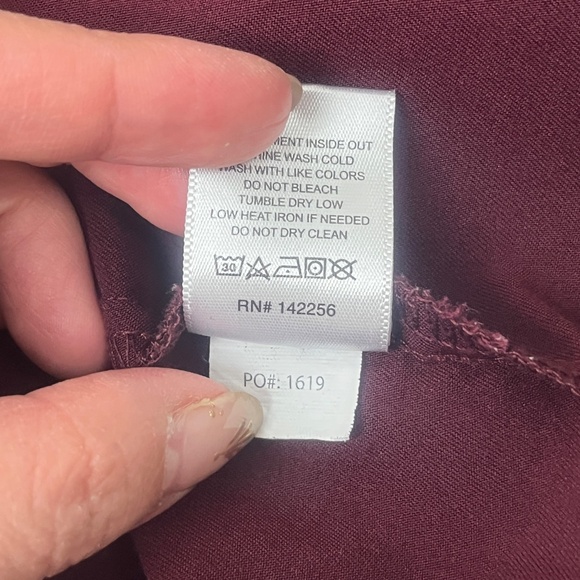 INSIDE OUT
WASH COLD
WASH WITH LIKE COLORS
DO NOT BLEACH
TUMBLE DRY LOW
LOW HEAT IRON IF NEEDED
DO NOT DRY CLEAN
30
RN# 142256
PO#: 1619